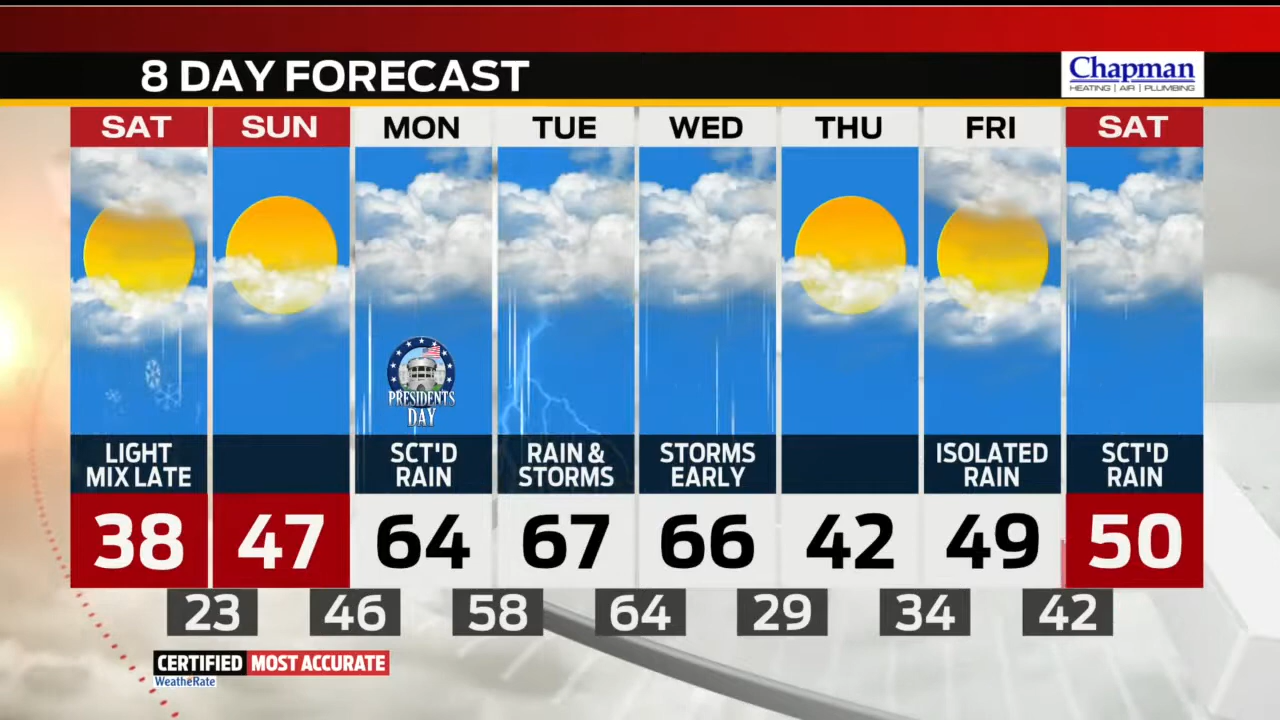 8 DAY FORECAST
Chapman
HEATING | AIR | PLUMBING
SAT SUN MON TUE WED THU FRI SAT
PRESIDENTS
DAY
LIGHT
MIX LATE
SCT'D
RAIN
RAIN &
STORMS
STORMS
EARLY
ISOLATED
RAIN
SCT'D
RAIN
38 47 64 67 66 42 49 50
23 46 58 64 29 34 42
CERTIFIED MOST ACCURATE
WeatheRate